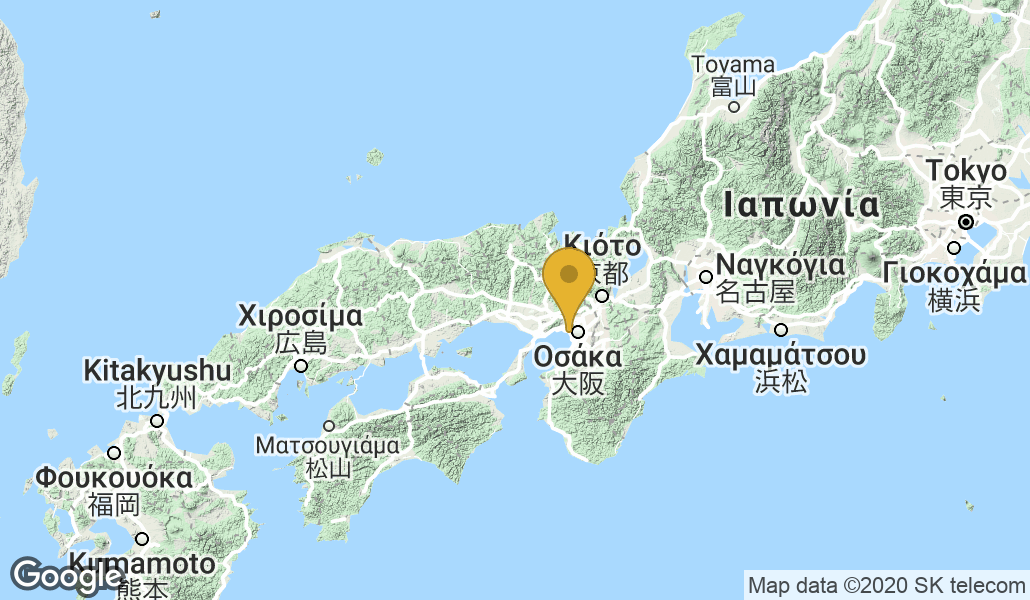 Toyama
富山
Tokyo
東京
Ιαπωνία
Κιότο
京都
Ναγκόγια
名古屋
Γιοκοχάμα
横浜
Χιροσίμα
広島
Οσάκα
大阪
Χαμαμάτσου
浜松
Kitakyushu
北九州
Ματσουγιάμα
松山
Φουκουόκα
福岡
Kumamoto
熊本
Google
Map data ©2020 SK telecom